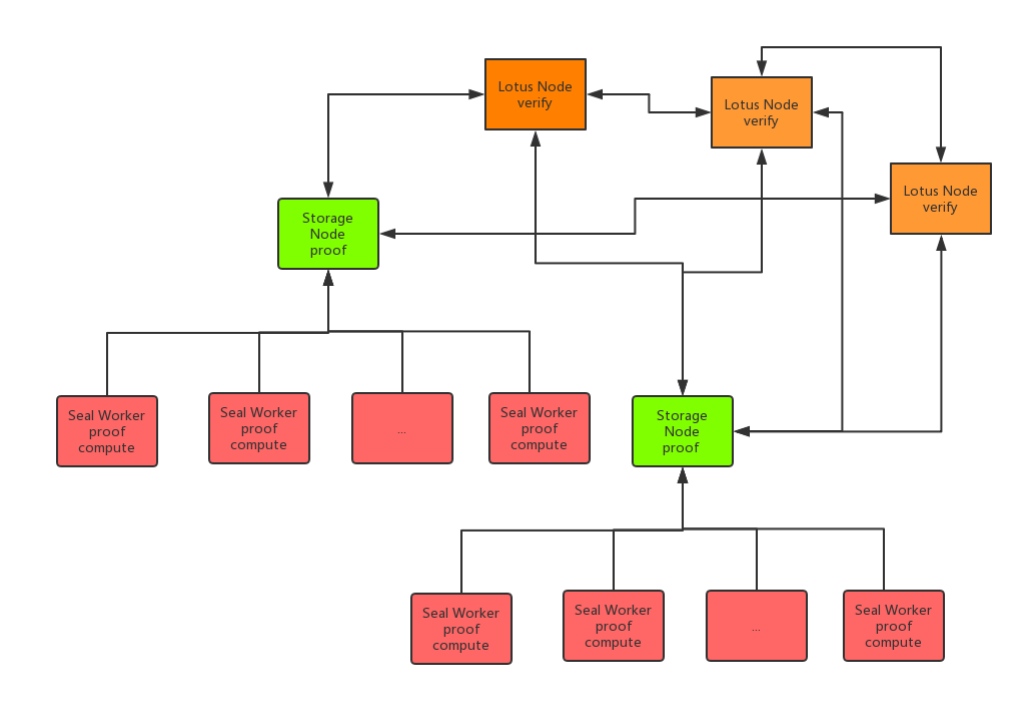 Lotus Node
verify
Lotus Node
verify
Lotus Node
verify
Storage
Node
proof
Seal Worker
proof
compute
Seal Worker
proof
compute
...
Seal Worker
proof
compute
Storage
Node
proof
Seal Worker
proof
compute
Seal Worker
proof
compute
...
Seal Worker
proof
compute